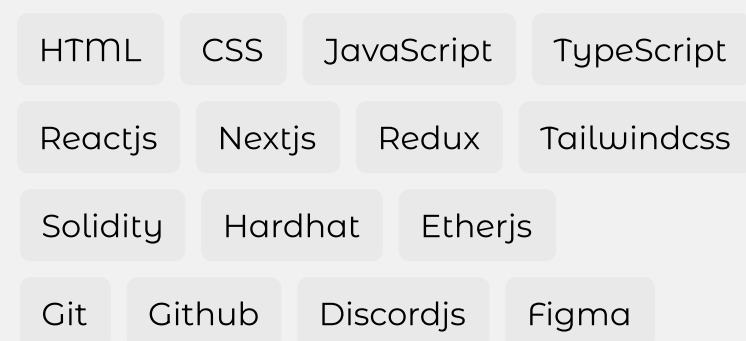 HTML CSS JavaScript TypeScript
Reactjs Nextjs Redux Tailwindcss
Solidity Hardhat Etherjs
Git Github Discordjs Figma